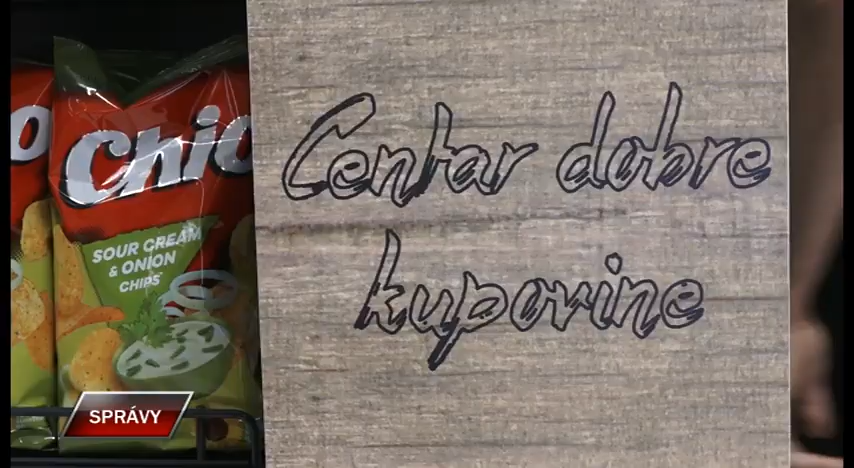 Chio
SOUR CREAM
& ONION
CHIPS
Centar dobre
kupovine
SPRÁVY